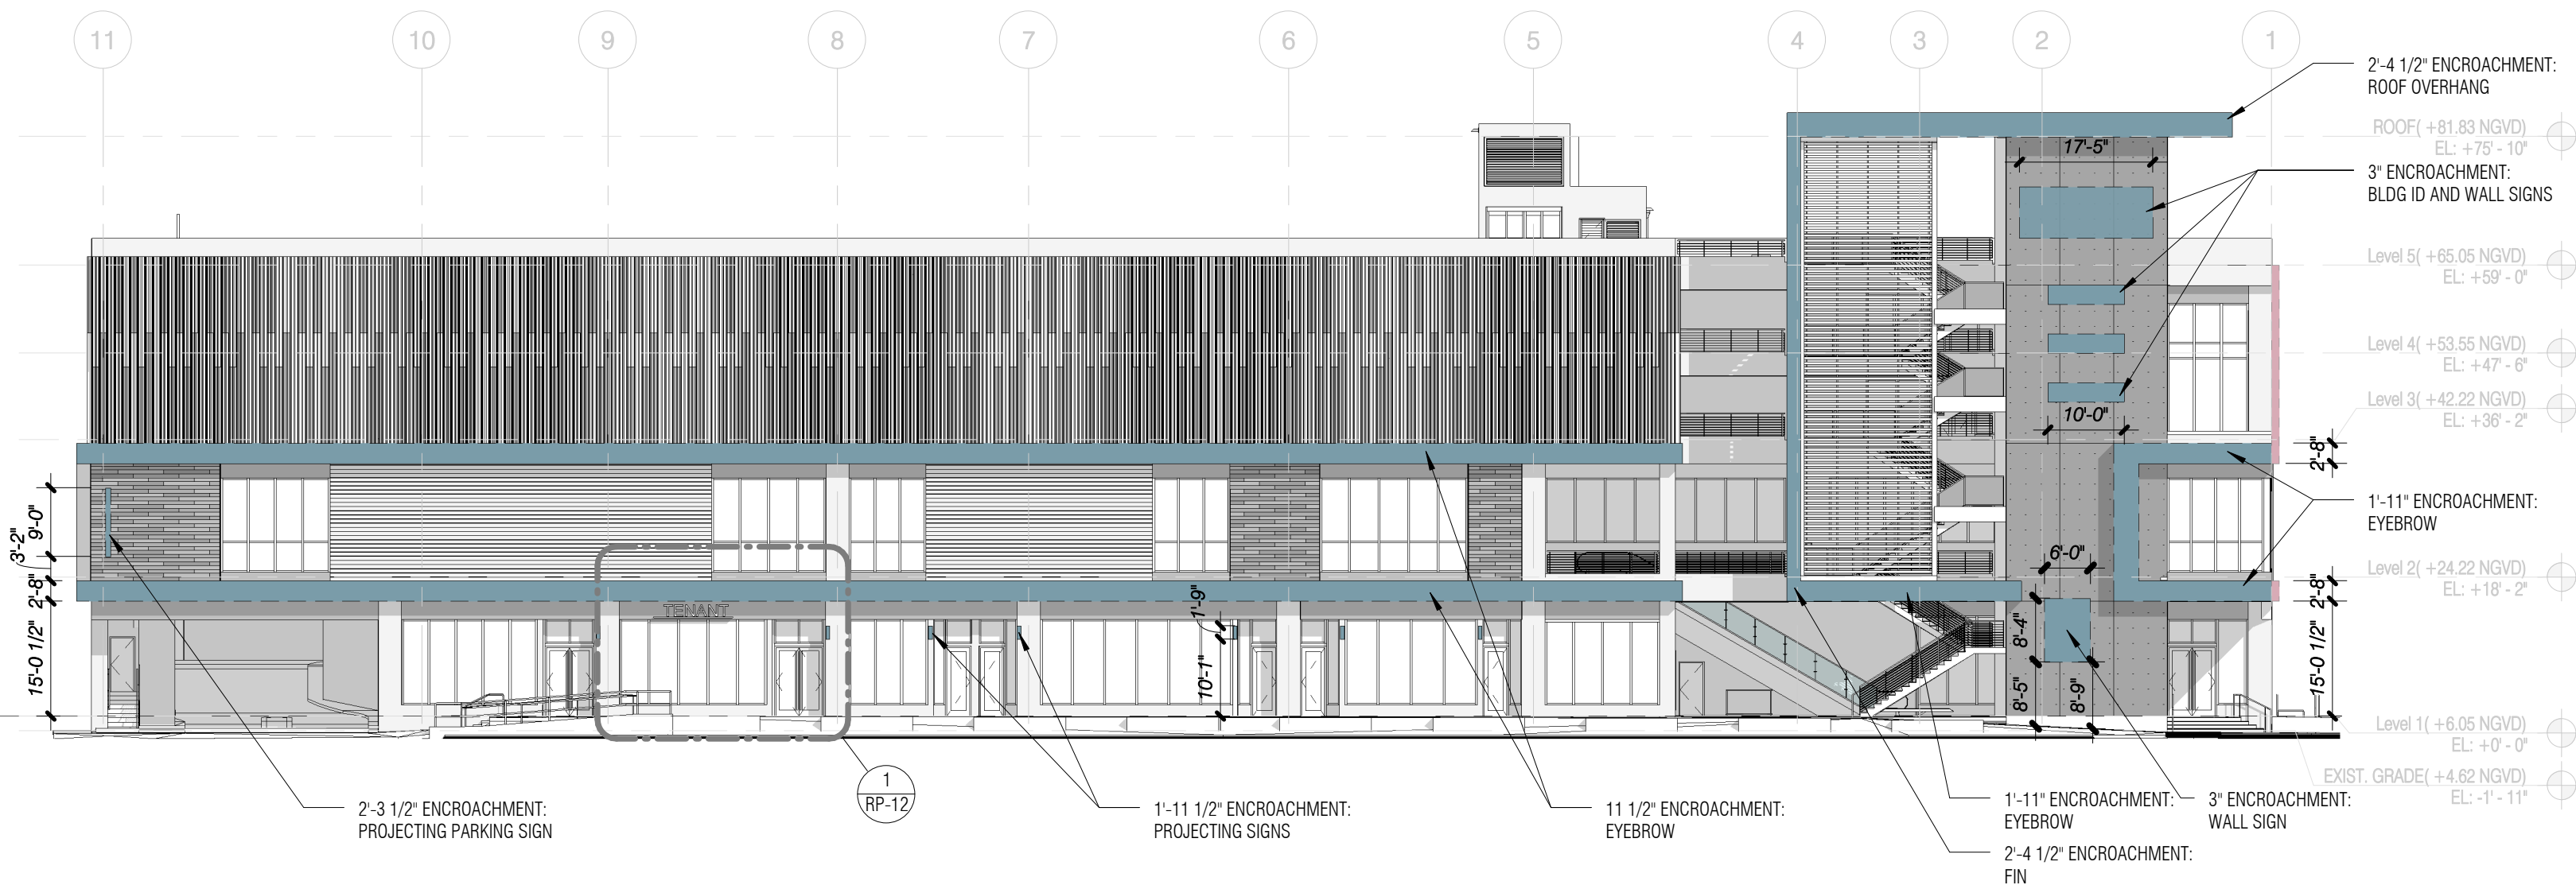 11 10 9 8 7 6 5 4 3 2 1
2'-4 1/2" ENCROACHMENT:
ROOF OVERHANG
ROOF( +81.83 NGVD)
EL: +75' - 10"
17'-5"
3" ENCROACHMENT:
BLDG ID AND WALL SIGNS
Level 5( +65.05 NGVD)
EL: +59' - 0"
Level 4( +53.55 NGVD)
EL: +47' - 6"
Level 3( +42.22 NGVD)
EL: +36' - 2"
10'-0"
2'-8"
1'-11" ENCROACHMENT:
EYEBROW
9'-0"
3'-2"
2'-8"
15'-0 1/2"
6'-0"
Level 2( +24.22 NGVD)
EL: +18' - 2"
2'-8"
TENANT
1'-9"
10'-1"
8'-4"
8'-5"
8'-9"
15'-0 1/2"
Level 1( +6.05 NGVD)
EL: +0' - 0"
EXIST. GRADE( +4.62 NGVD)
EL: -1' - 11"
1
RP-12
2'-3 1/2" ENCROACHMENT:
PROJECTING PARKING SIGN
1'-11 1/2" ENCROACHMENT:
PROJECTING SIGNS
11 1/2" ENCROACHMENT:
EYEBROW
1'-11" ENCROACHMENT:
EYEBROW
3" ENCROACHMENT:
WALL SIGN
2'-4 1/2" ENCROACHMENT:
FIN